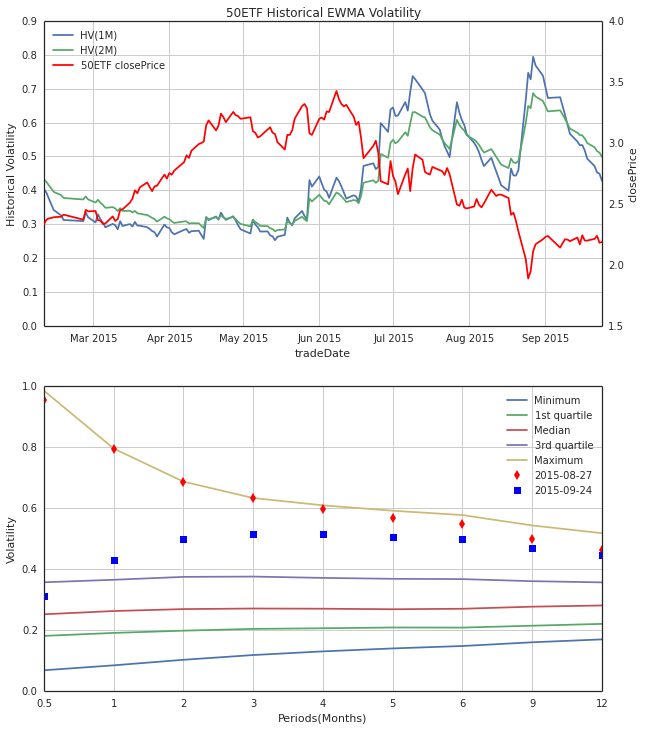 50ETF Historical EWMA Volatility
0.9
0.8
0.7
0.6
0.5
0.4
0.3
0.2
0.1
0.0
Historical Volatility
HV(1M)
HV(2M)
50ETF closePrice
4.0
3.5
3.0
2.5
2.0
1.5
closePrice
Mar 2015 Apr 2015 May 2015 Jun 2015 Jul 2015 Aug 2015 Sep 2015
tradeDate
1.0
0.8
0.6
0.4
0.2
0.0
Volatility
Minimum
1st quartile
Median
3rd quartile
Maximum
2015-08-27
2015-09-24
0.5 1 2 3 4 5 6 9 12
Periods(Months)